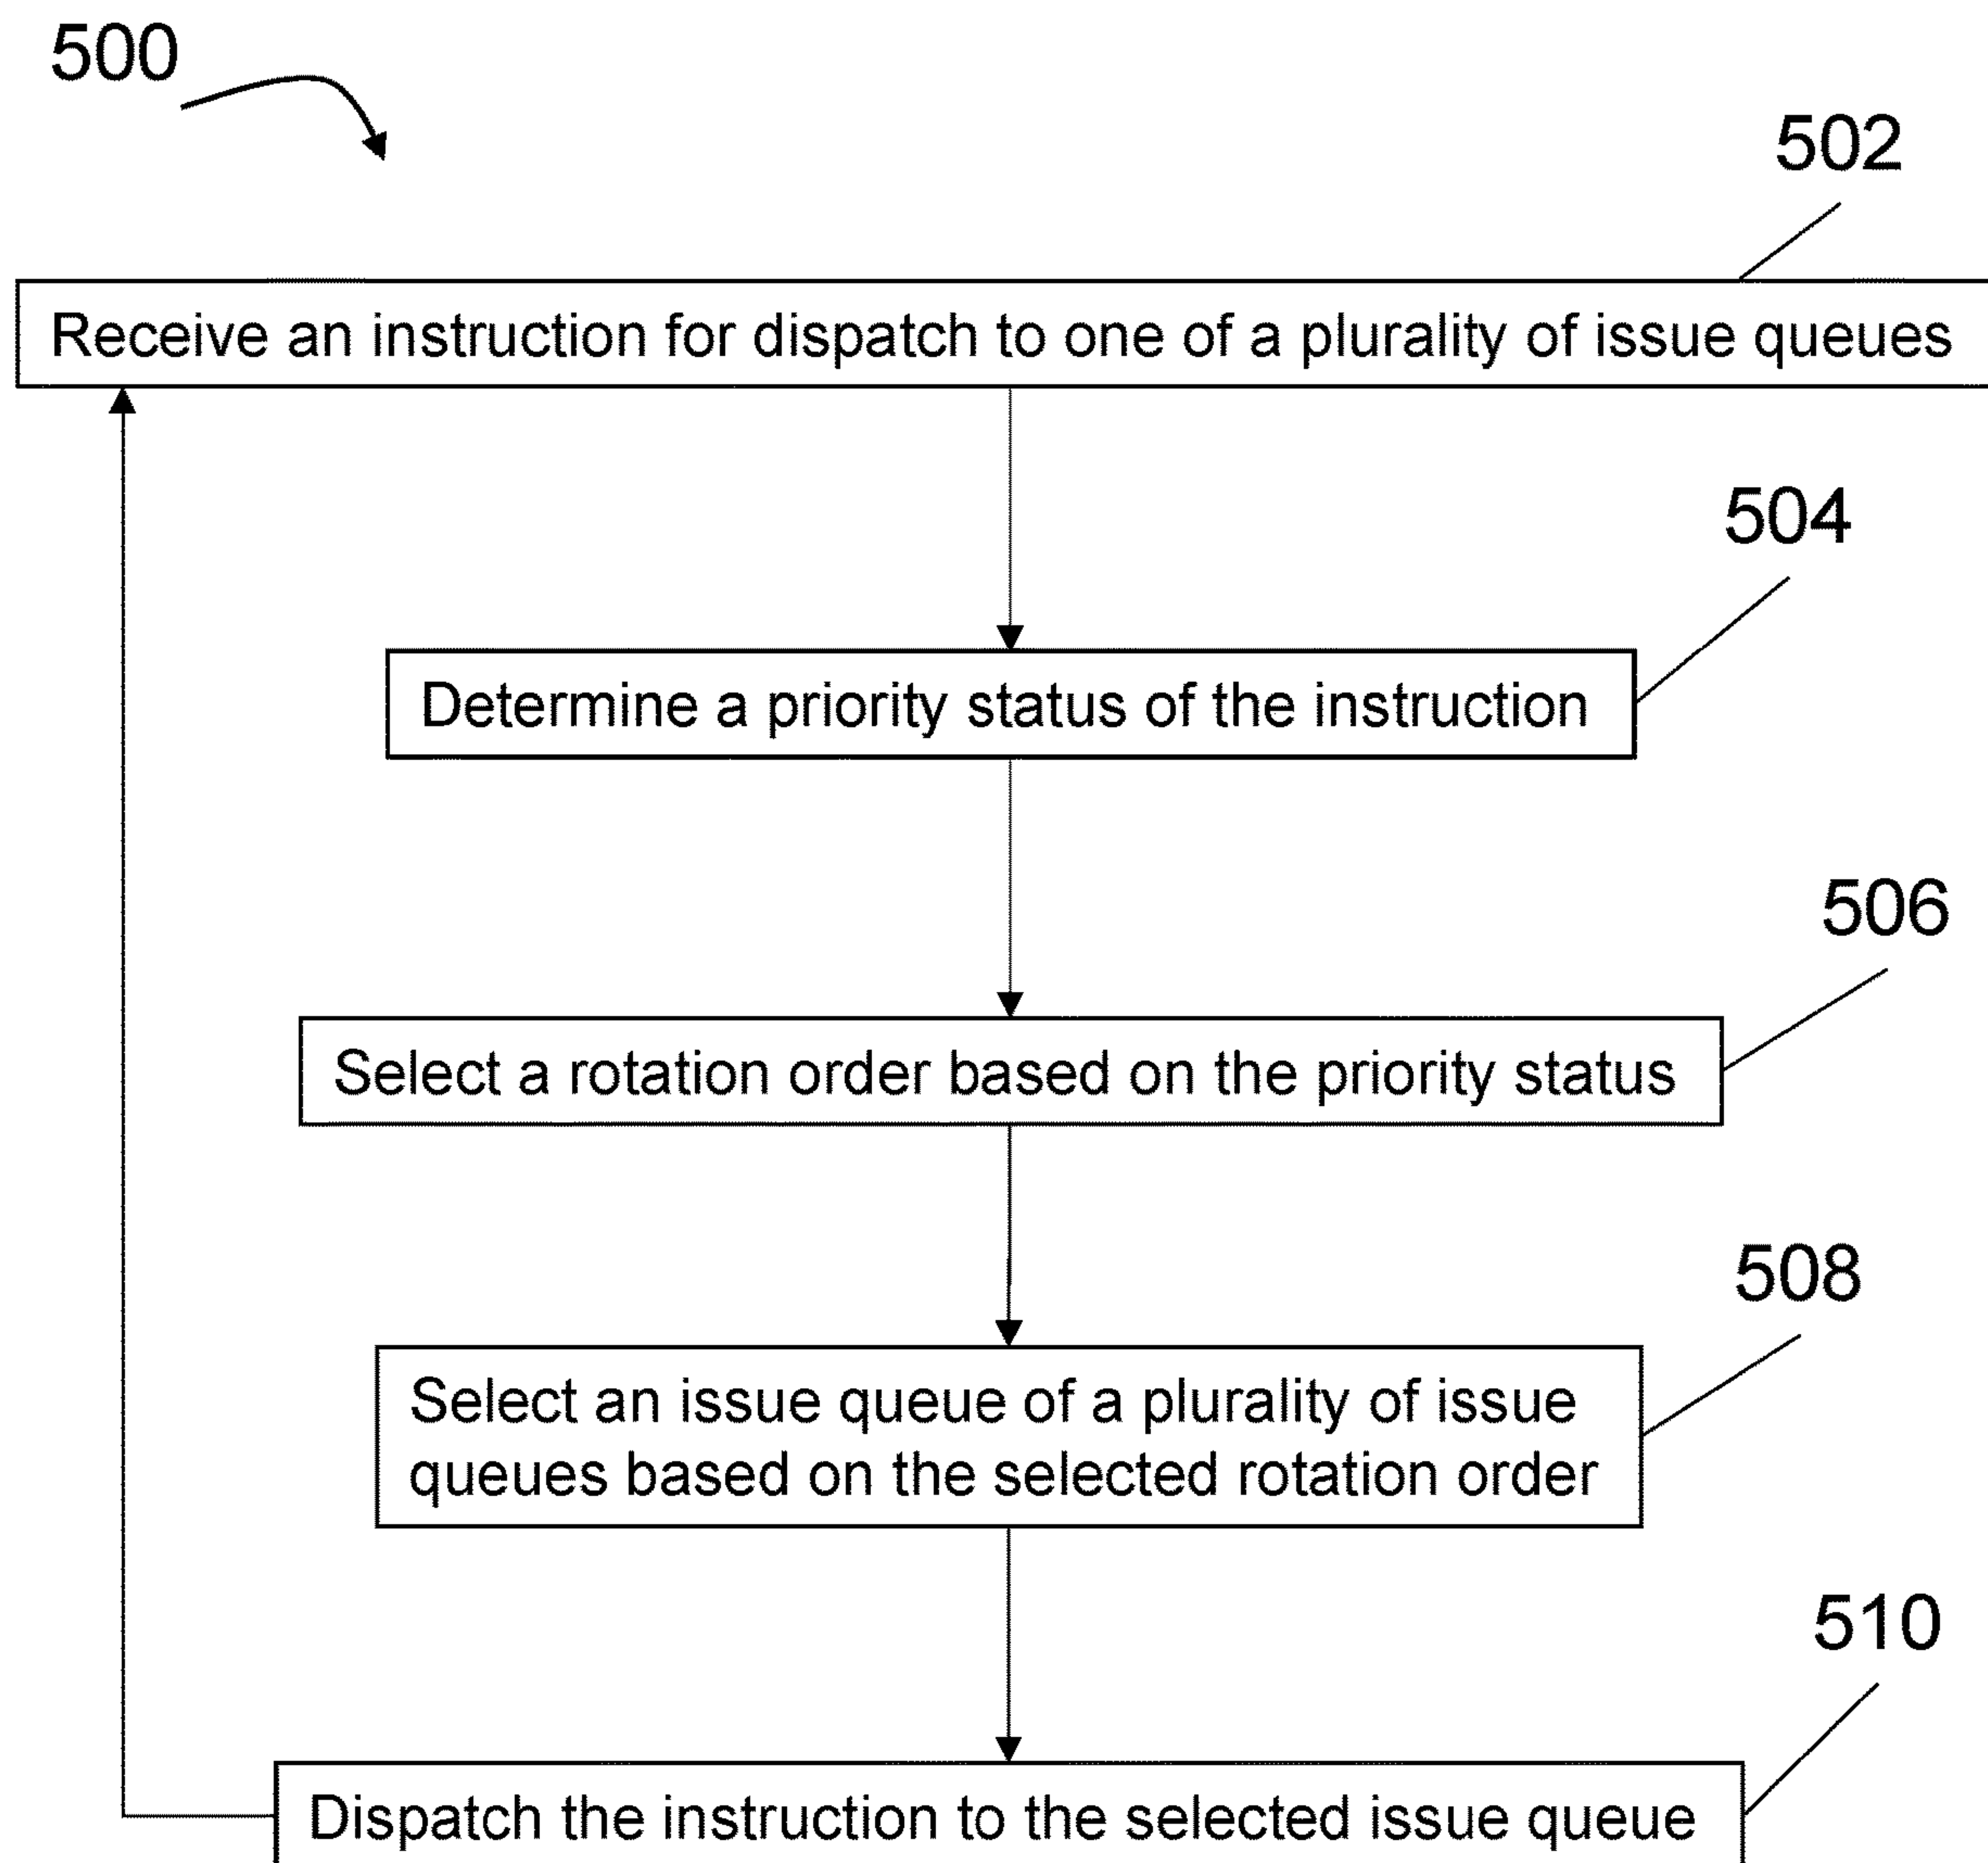 500
502
Receive an instruction for dispatch to one of a plurality of issue queues
504
Determine a priority status of the instruction
506
Select a rotation order based on the priority status
508
Select an issue queue of a plurality of issue
queues based on the selected rotation order
510
Dispatch the instruction to the selected issue queue